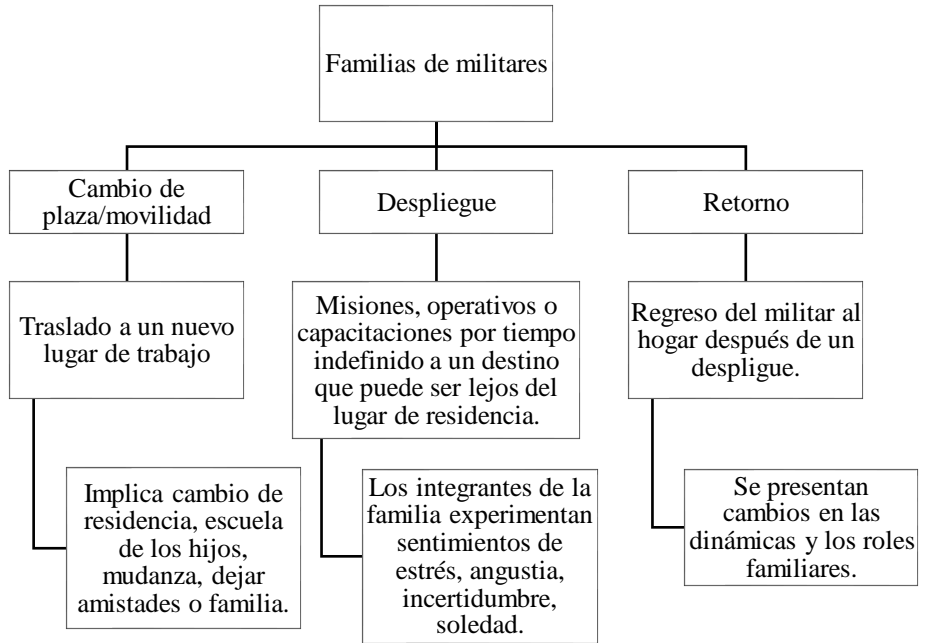 Familias de militares
Cambio de
plaza/movilidad
Despliegue
Retorno
Traslado a un nuevo
lugar de trabajo
Misiones, operativos o
capacitaciones por tiempo
indefinido a un destino
que puede ser lejos del
lugar de residencia.
Regreso del militar al
hogar después de un
despligue.
Implica cambio de
residencia, escuela
de los hijos,
mudanza, dejar
amistades o familia.
Los integrantes de la
familia experimentan
sentimientos de
estrés, angustia,
incertidumbre,
soledad.
Se presentan
cambios en las
dinámicas y los roles
familiares.